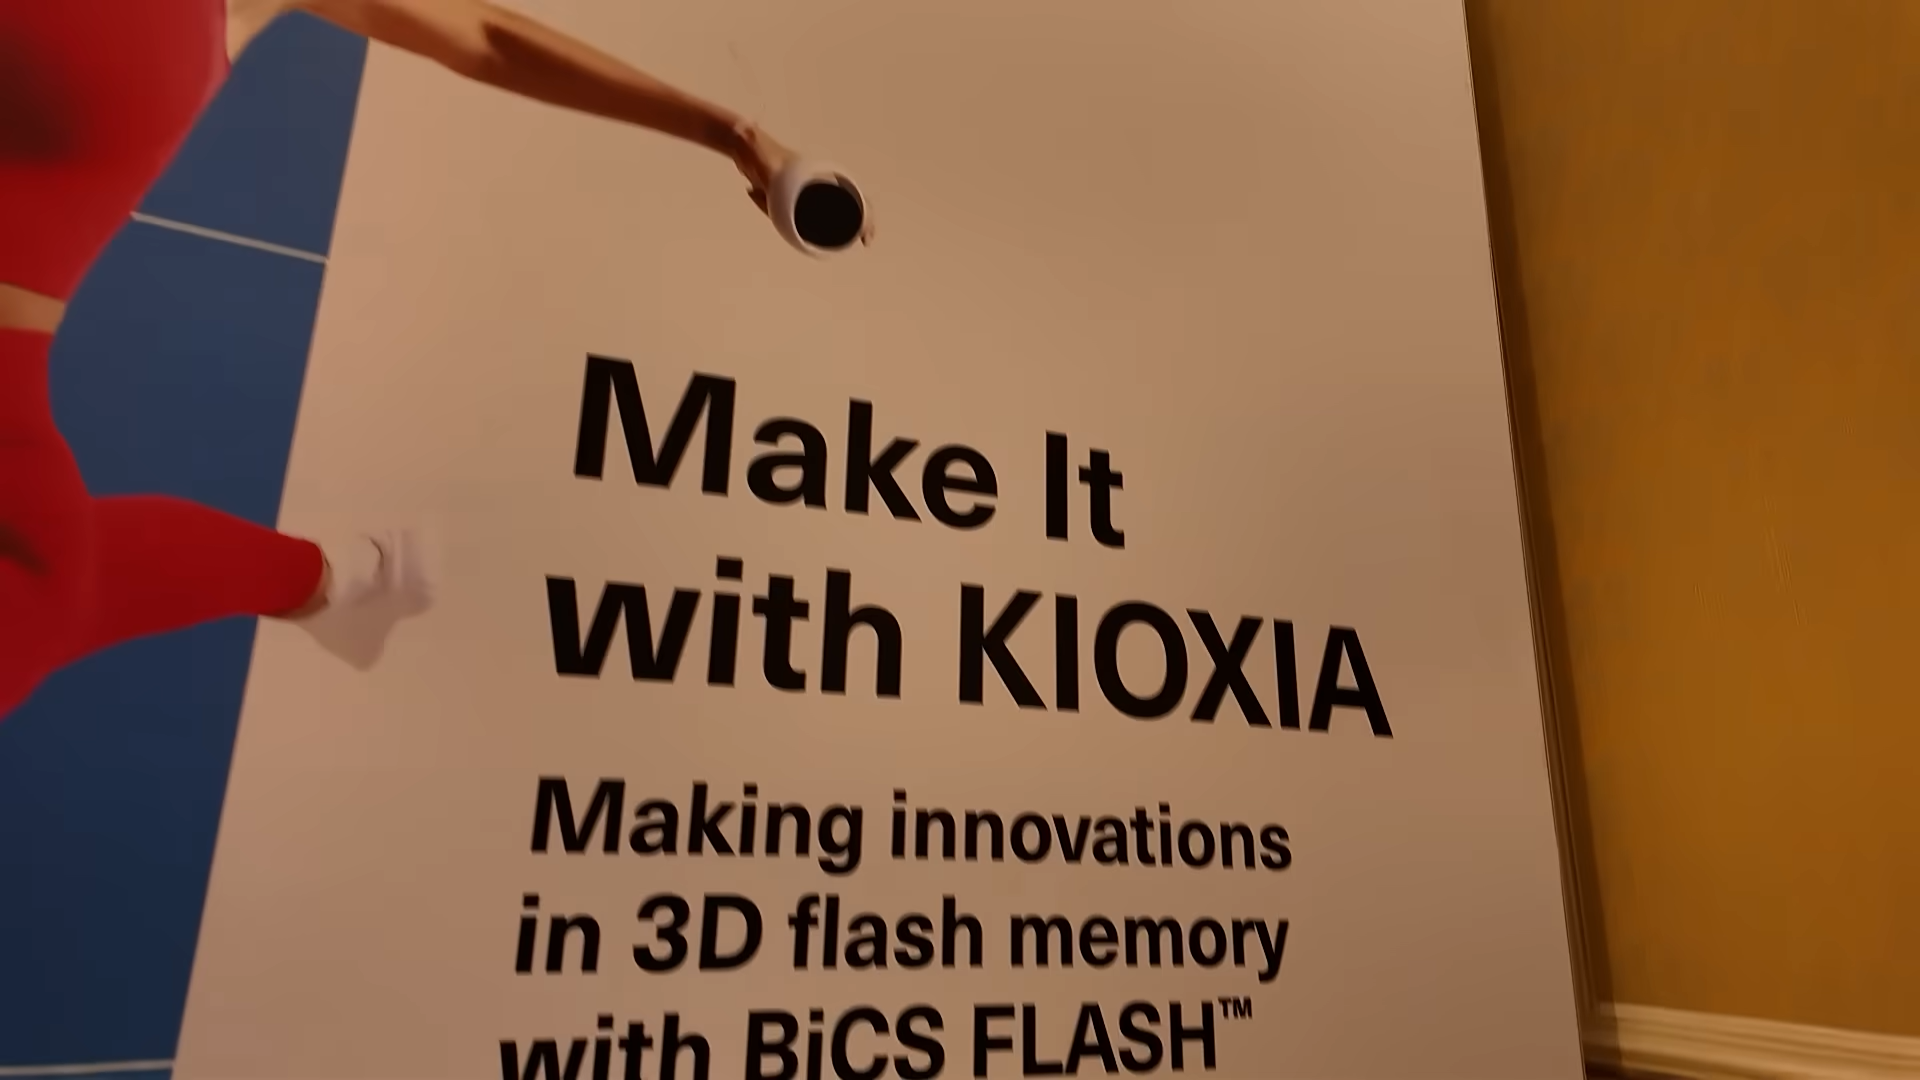 Make It
with KIOXIA
Making innovations
in 3D flash memory
with BiCS FLASH™